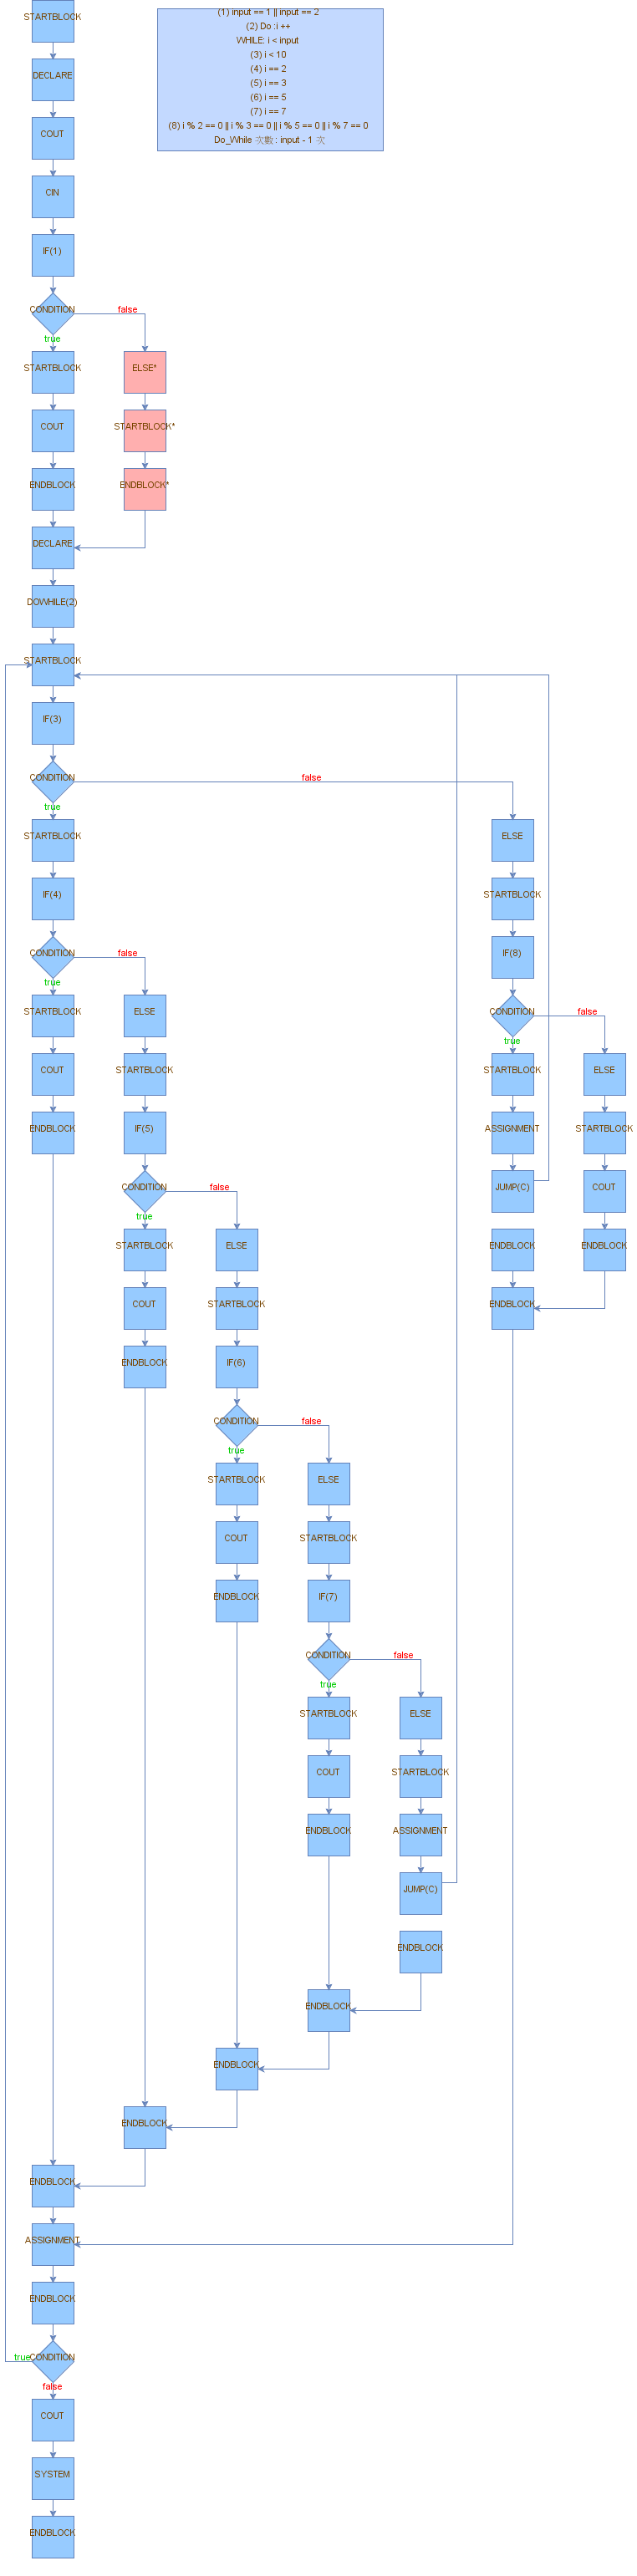 STARTBLOCK
(1) input == 1 || input == 2
(2) Do :i ++
WHILE: i < input
(3) i < 10
(4) i == 2
(5) i == 3
(6) i == 5
(7) i == 7
(8) i % 2 == 0 || i % 3 == 0 || i % 5 == 0 || i % 7 == 0
Do_While 次數 : input - 1 次
DECLARE
COUT
CIN
IF(1)
CONDITION
false
true
STARTBLOCK
ELSE*
COUT
STARTBLOCK*
ENDBLOCK
ENDBLOCK*
DECLARE
DOWHILE(2)
STARTBLOCK
IF(3)
CONDITION
false
true
STARTBLOCK
ELSE
IF(4)
STARTBLOCK
CONDITION
false
IF(8)
true
STARTBLOCK
ELSE
CONDITION
false
true
COUT
STARTBLOCK
STARTBLOCK
ELSE
ENDBLOCK
IF(5)
ASSIGNMENT
STARTBLOCK
CONDITION
false
JUMP(C)
COUT
true
STARTBLOCK
ELSE
ENDBLOCK
ENDBLOCK
COUT
STARTBLOCK
ENDBLOCK
ENDBLOCK
IF(6)
CONDITION
false
true
STARTBLOCK
ELSE
COUT
STARTBLOCK
ENDBLOCK
IF(7)
CONDITION
false
true
STARTBLOCK
ELSE
COUT
STARTBLOCK
ENDBLOCK
ASSIGNMENT
JUMP(C)
ENDBLOCK
ENDBLOCK
ENDBLOCK
ENDBLOCK
ENDBLOCK
ASSIGNMENT
ENDBLOCK
true
CONDITION
false
COUT
SYSTEM
ENDBLOCK